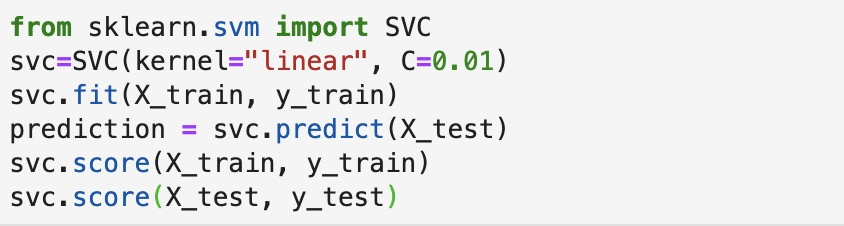 from sklearn.svm import SVC
svc=SVC(kernel="linear", C=0.01)
svc.fit(X_train, y_train)
prediction = svc.predict(X_test)
svc.score(X_train, y_train)
svc.score(X_test, y_test)